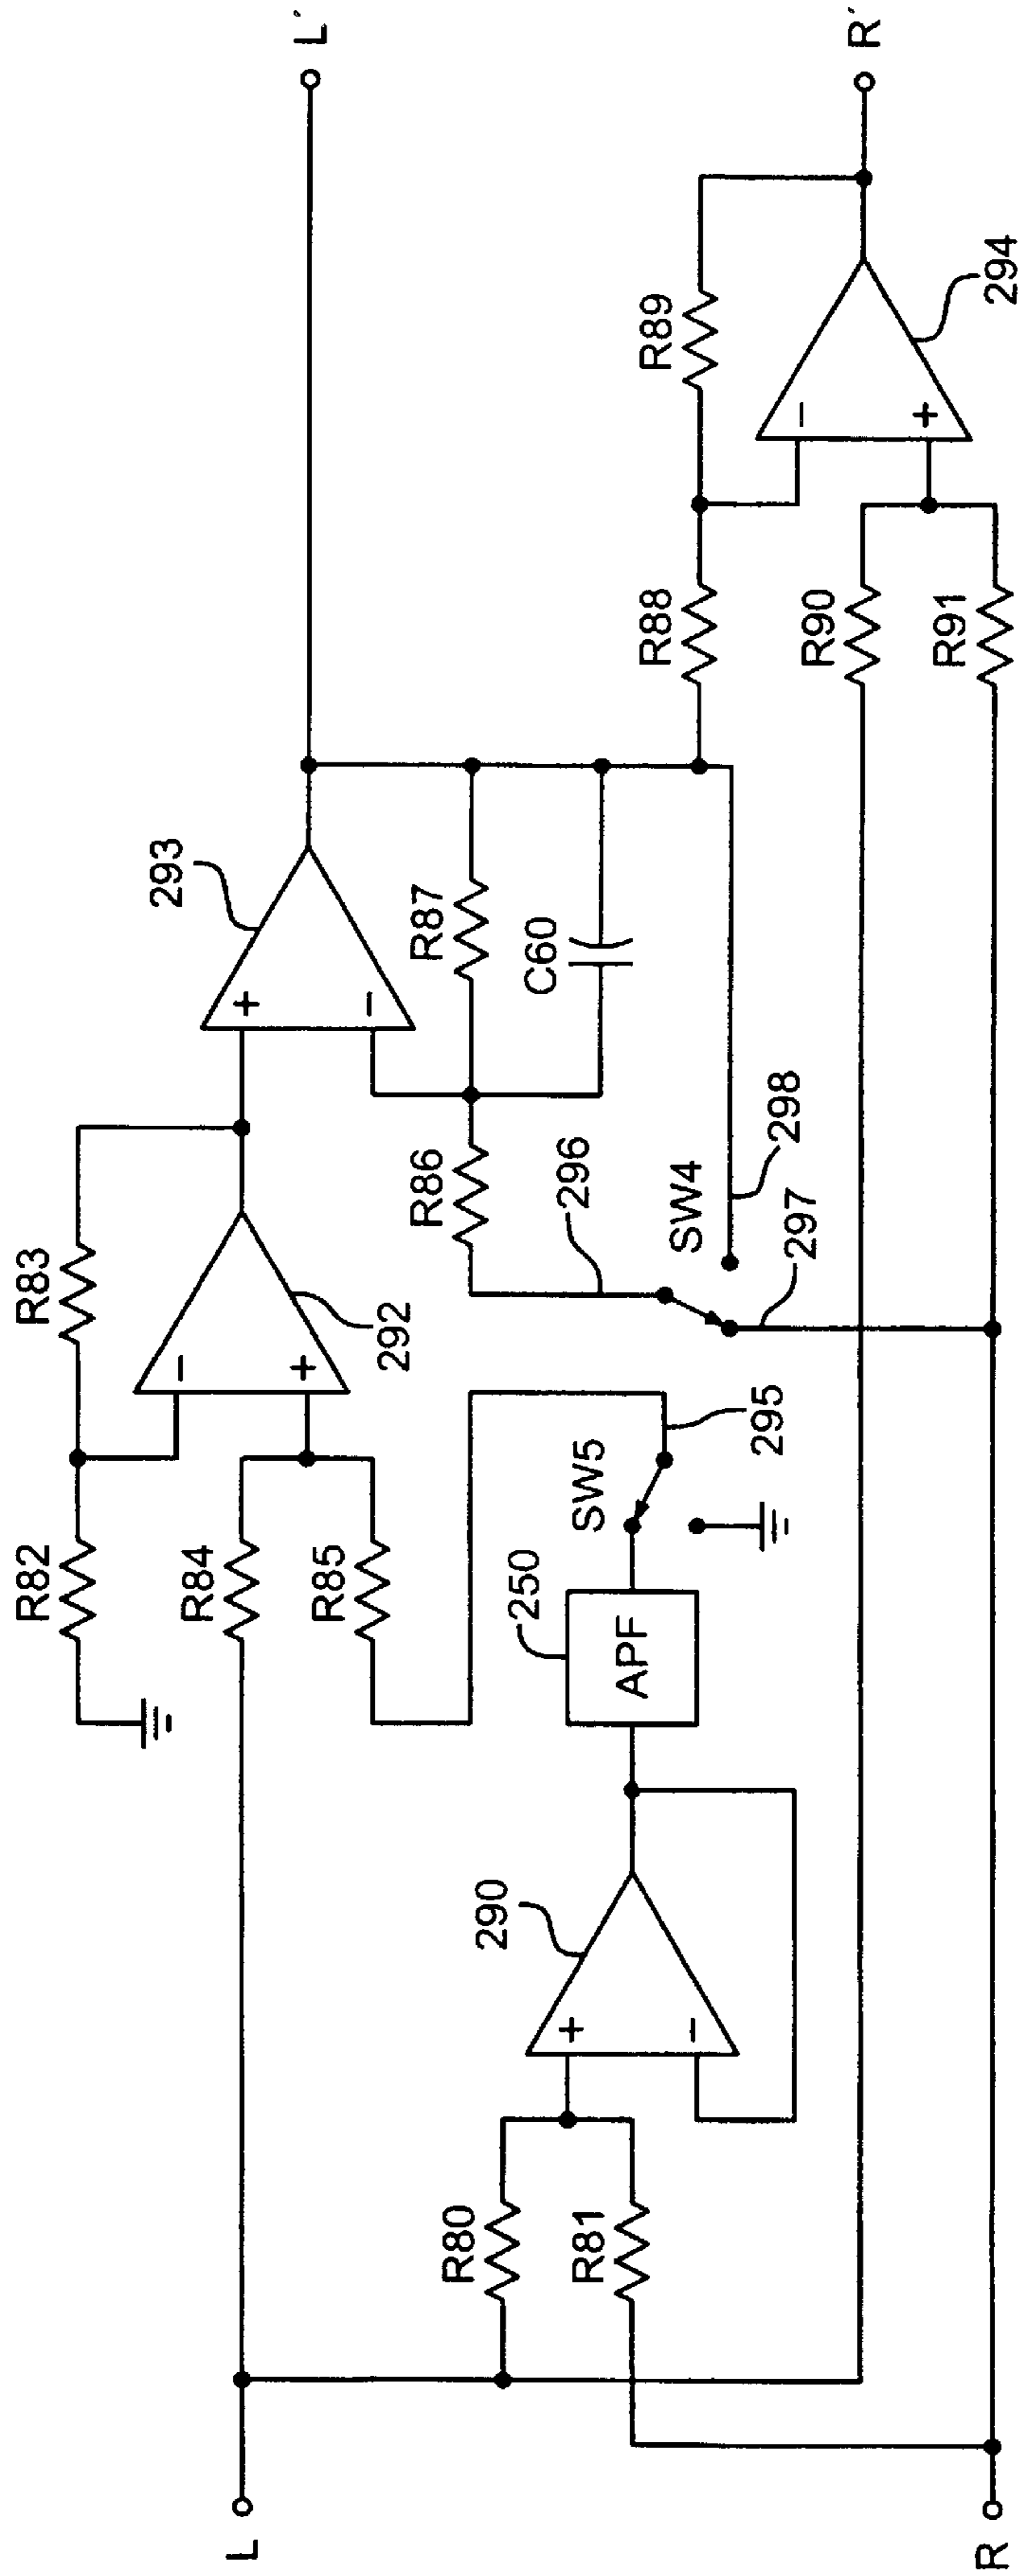 L´
R´
R83
293
R89
294
R82
292
R87
C60
R88
R84
R86
296
R90
R85
SW4
298
R91
297
SW5
295
250
APF
290
R80
R81
L
R
+
−
+
−
+
−
+
−